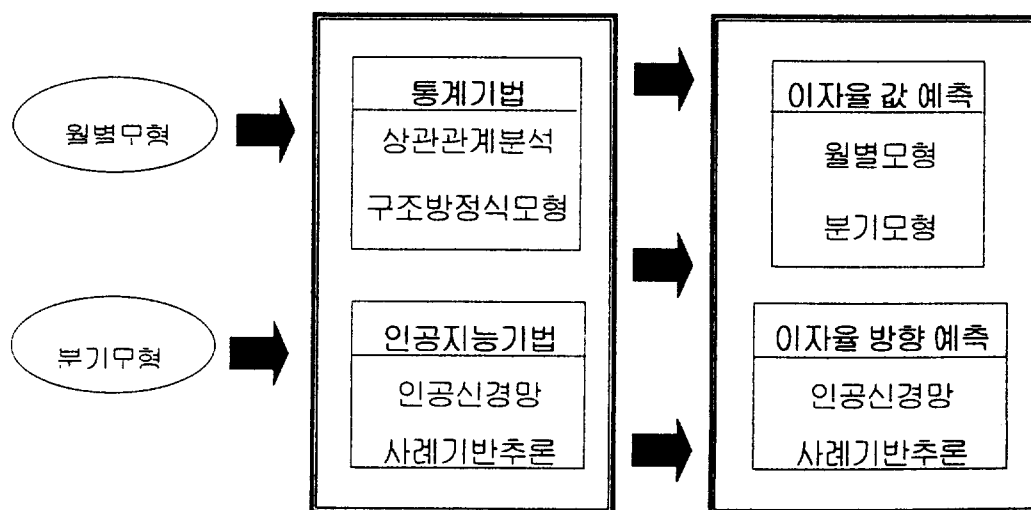 월별모형
분기모형
통계기법
상관관계분석
구조방정식모형
인공지능기법
인공신경망
사례기반추론
이자율 값 예측
월별모형
분기모형
이자율 방향 예측
인공신경망
사례기반추론